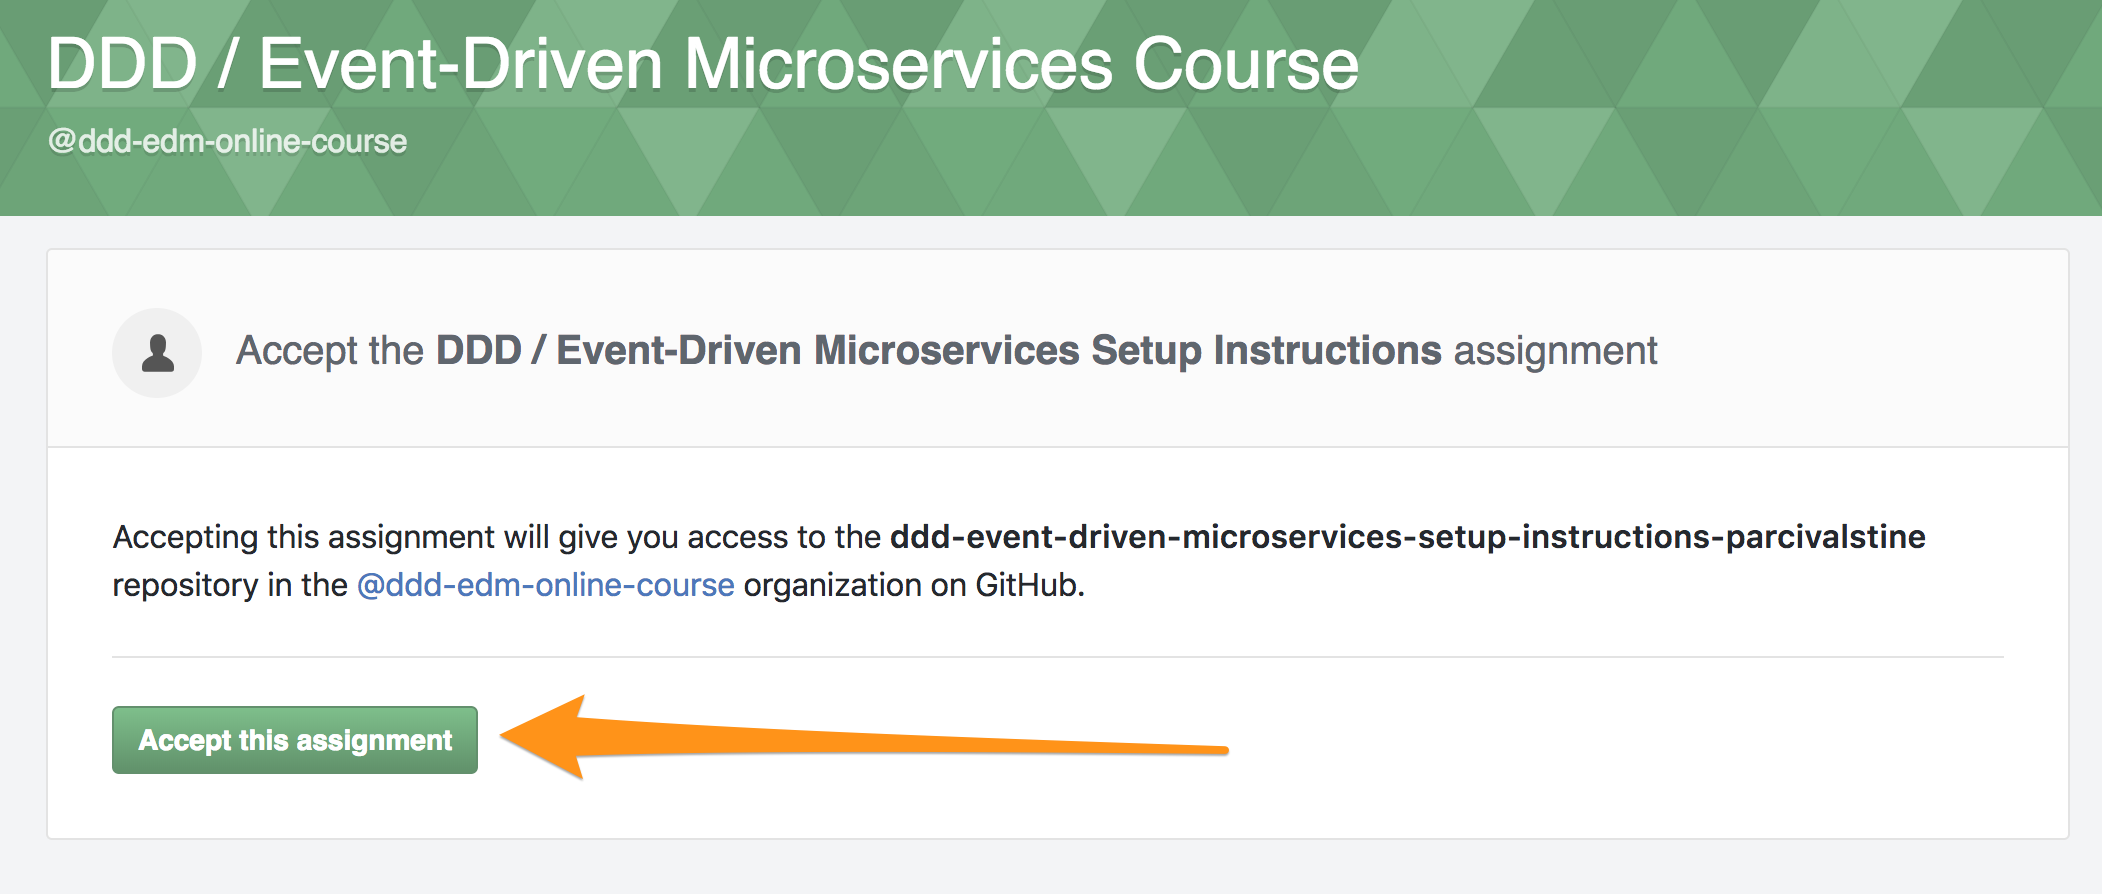 DDD / Event-Driven Microservices Course
@ddd-edm-online-course
Accept the DDD / Event-Driven Microservices Setup Instructions assignment
Accepting this assignment will give you access to the ddd-event-driven-microservices-setup-instructions-parcivalstine
repository in the @ddd-edm-online-course organization on GitHub.
Accept this assignment